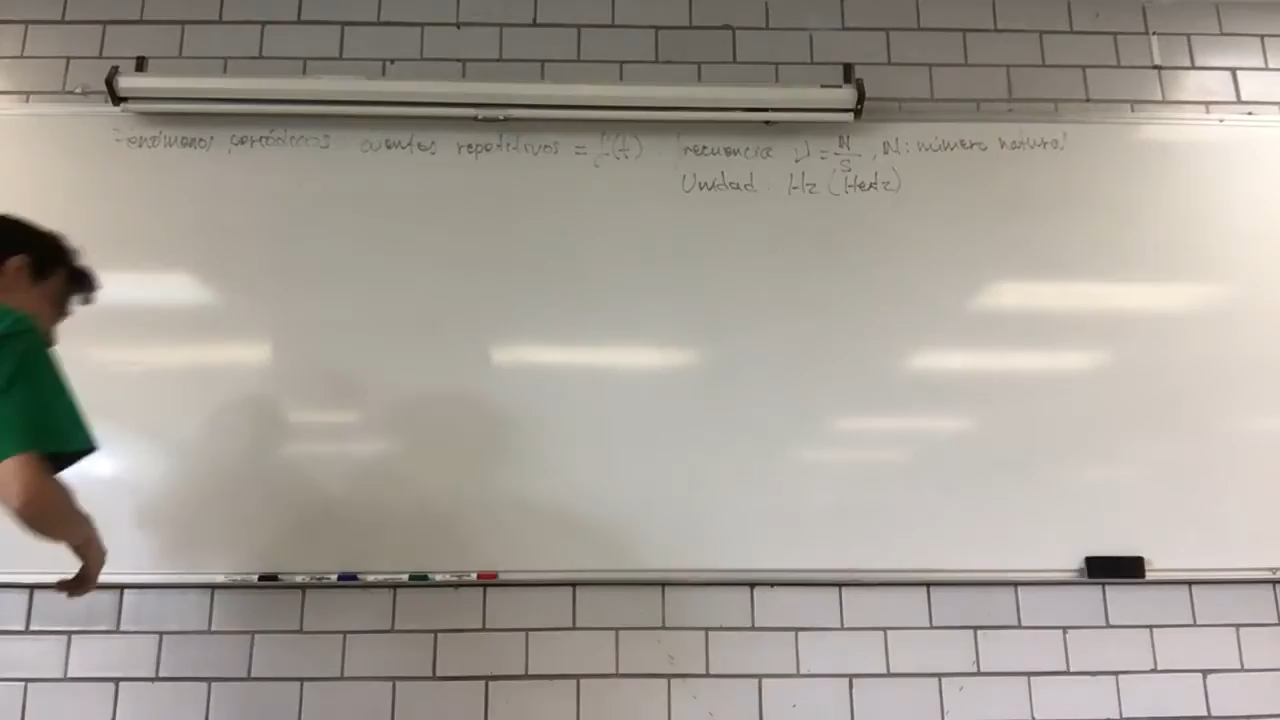 Fenómenos periódicos eventos repetitivos = f(t). Frecuencia ν = N/s, N: número natural
Unidad. Hz (Hertz)